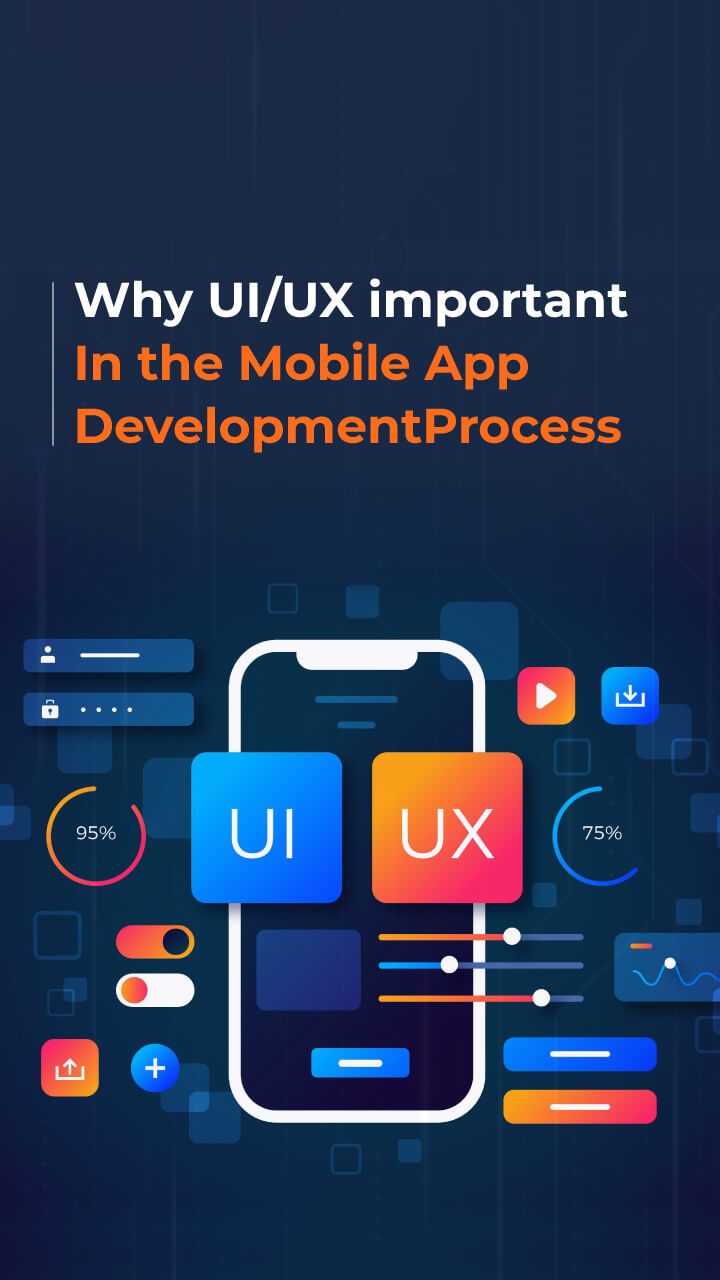 Why UI/UX important
In the Mobile App
DevelopmentProcess
UI
UX
95%
75%